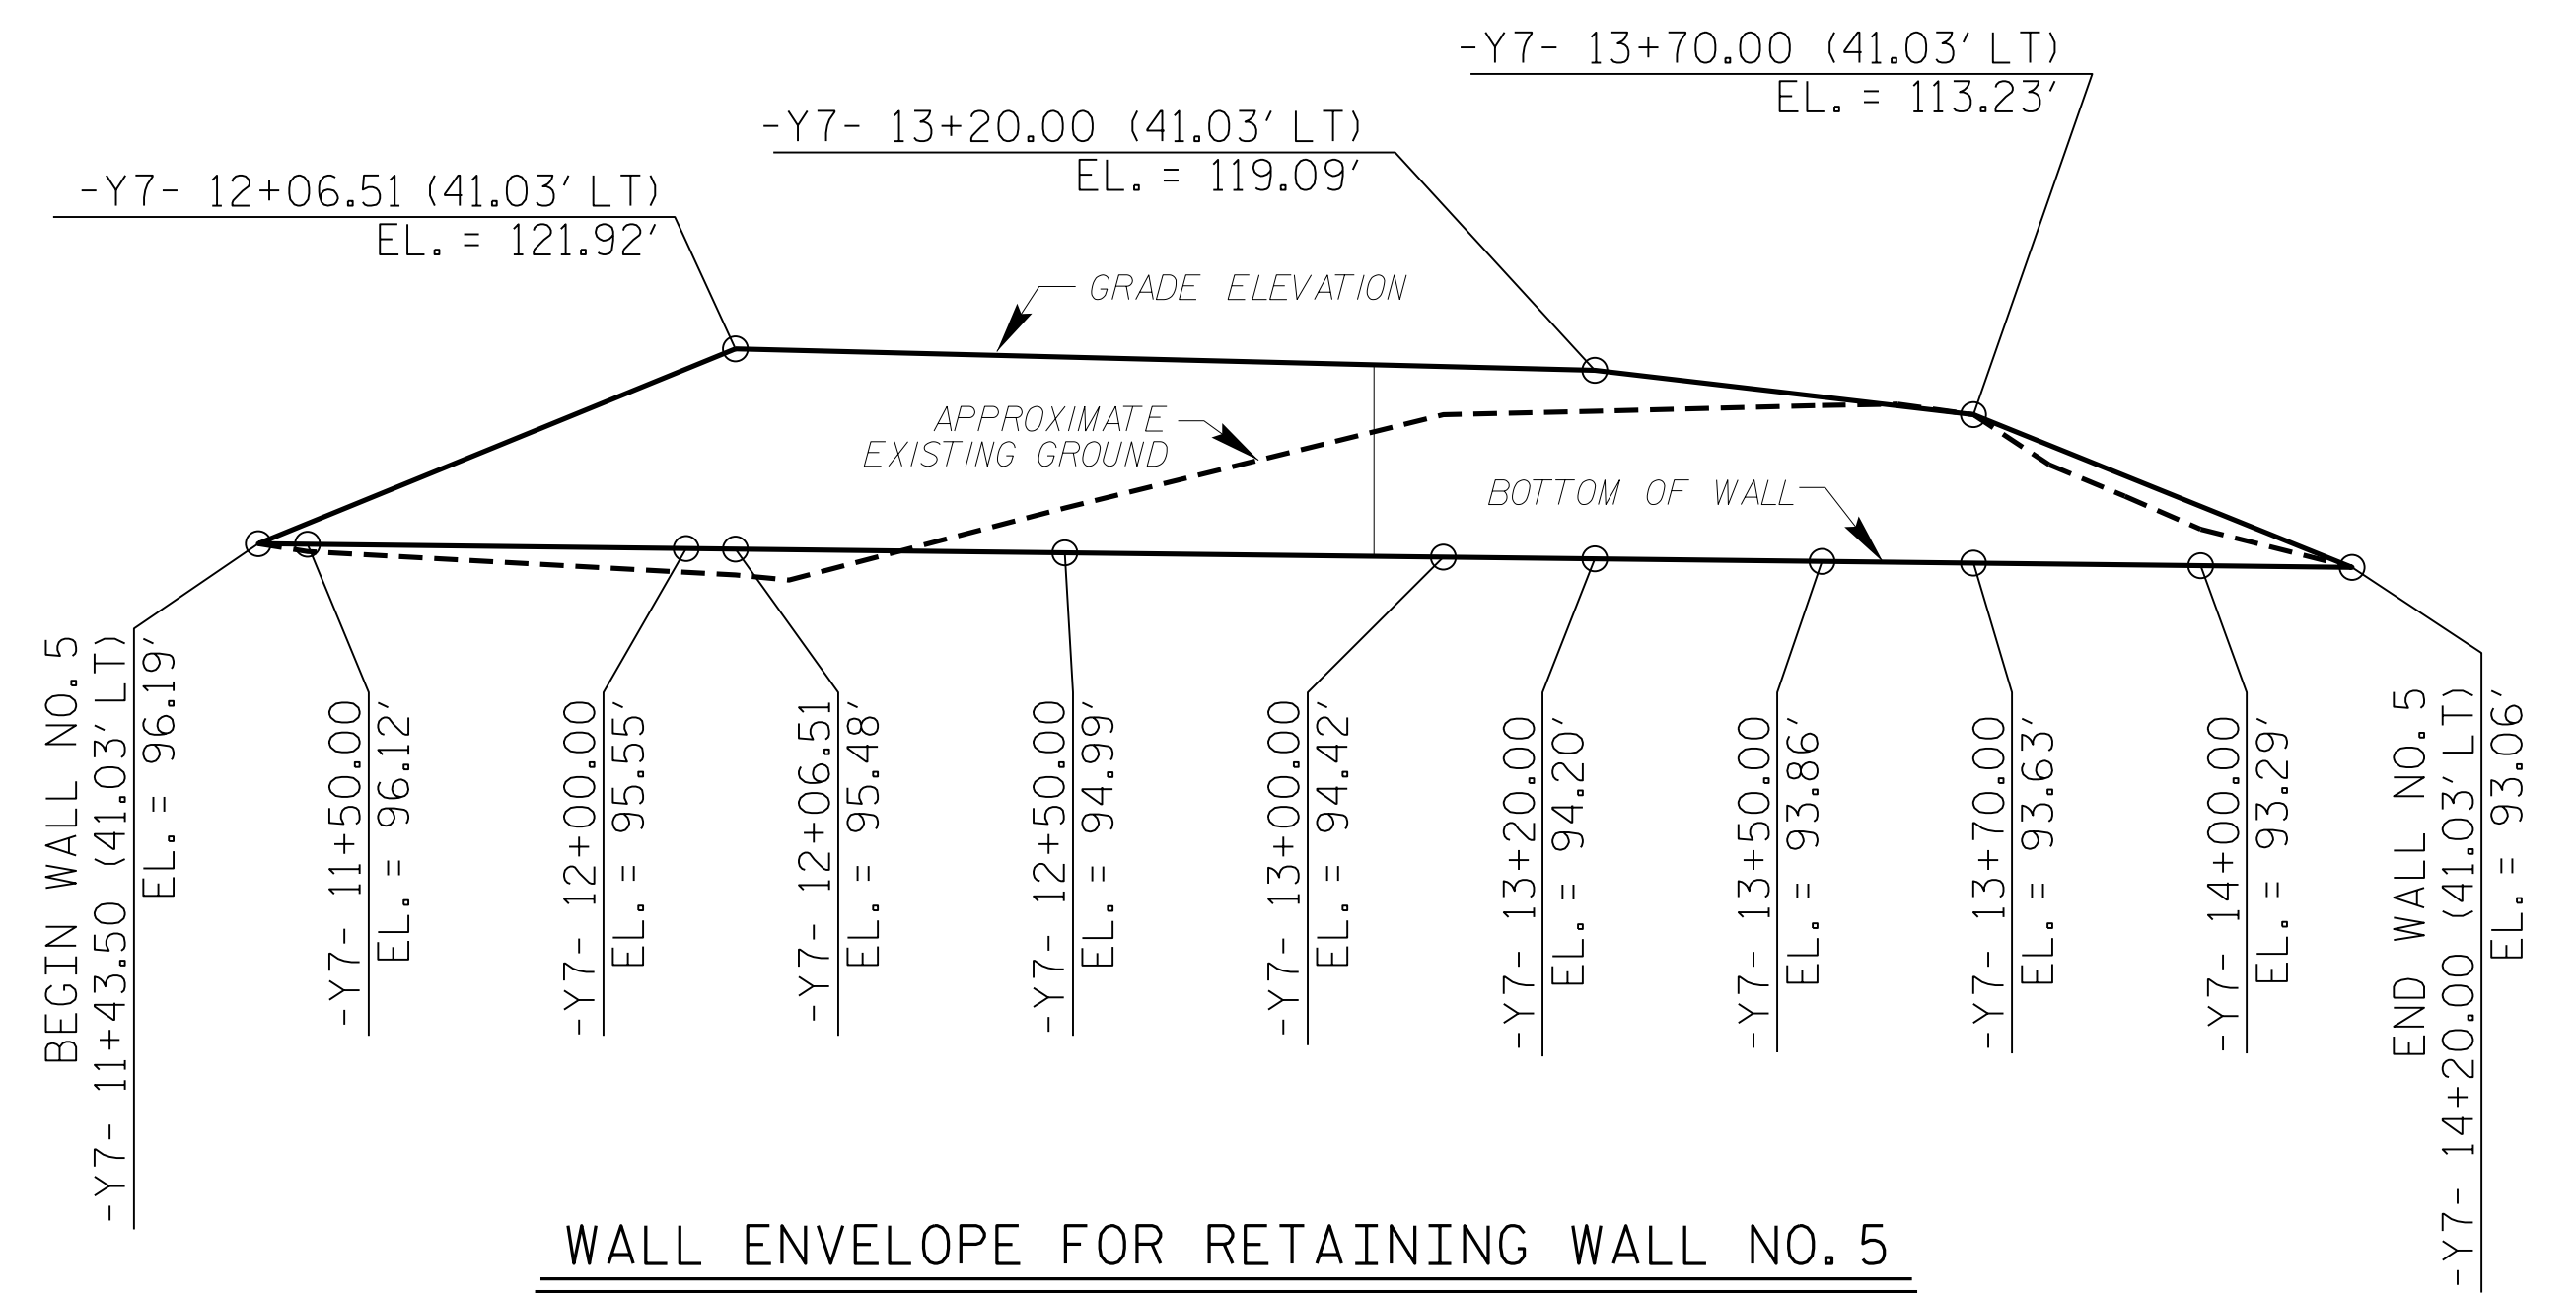 -Y7- 13+70.00 (41.03' LT)
EL. = 113.23'
-Y7- 13+20.00 (41.03' LT)
EL. = 119.09'
-Y7- 12+06.51 (41.03' LT)
EL. = 121.92'
GRADE ELEVATION
APPROXIMATE
EXISTING GROUND
BOTTOM OF WALL
BEGIN WALL NO. 5
-Y7- 11+43.50 (41.03' LT)
EL. = 96.19'
-Y7- 11+50.00
EL. = 96.12'
-Y7- 12+00.00
EL. = 95.55'
-Y7- 12+06.51
EL. = 95.48'
-Y7- 12+50.00
EL. = 94.99'
-Y7- 13+00.00
EL. = 94.42'
-Y7- 13+20.00
EL. = 94.20'
-Y7- 13+50.00
EL. = 93.86'
-Y7- 13+70.00
EL. = 93.63'
-Y7- 14+00.00
EL. = 93.29'
END WALL NO. 5
-Y7- 14+20.00 (41.03' LT)
EL. = 93.06'
WALL ENVELOPE FOR RETAINING WALL NO. 5